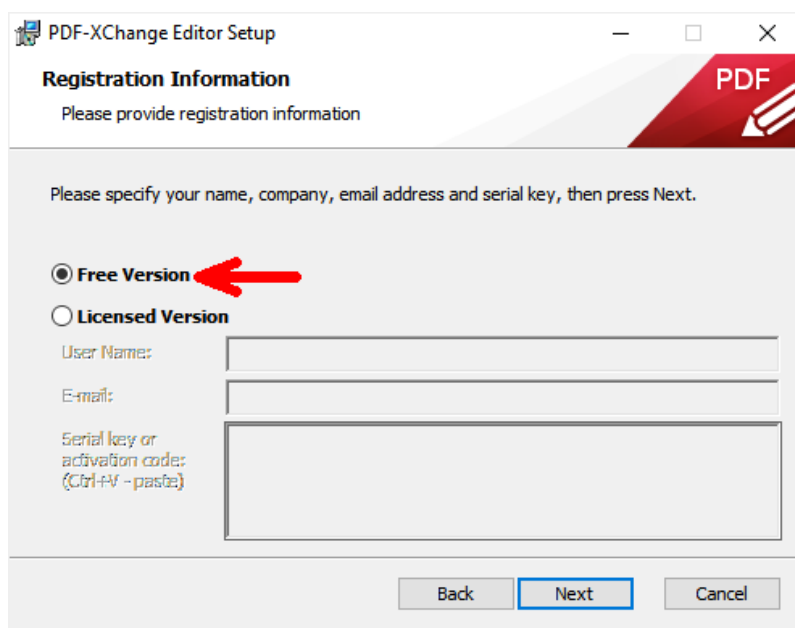 PDF-XChange Editor Setup
Registration Information
PDF
Please provide registration information
Please specify your name, company, email address and serial key, then press Next.
Free Version
Licensed Version
User Name:
E-mail:
Serial key or
activation code:
(Ctrl+V - paste)
Back
Next
Cancel